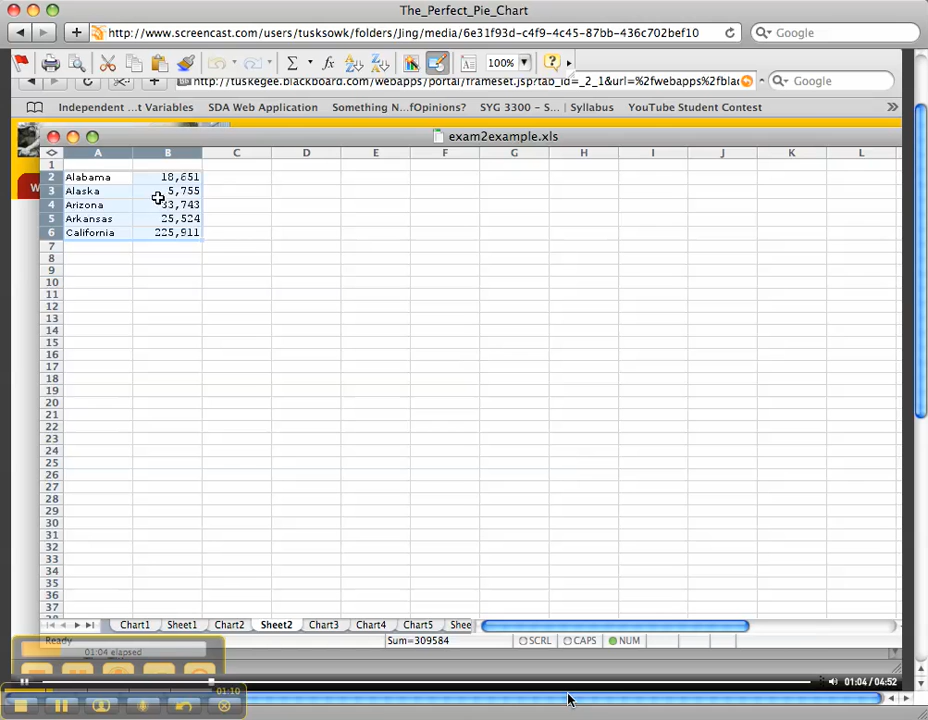 The_Perfect_Pie_Chart
http://www.screencast.com/users/tusksowk/folders/Jing/media/6e31f93d-c4f9-4c45-87bb-436c702bef10
Google
100%
http://tuskegee.blackboard.com/webapps/portal/frameset.jsp?tab_id=_2_1&url=%2fwebapps%2fbla
Google
Independent ...t Variables SDA Web Application Something N...fOpinions? SYG 3300 – S... | Syllabus YouTube Student Contest
exam2example.xls
W
A B C D E F G H I J K L
1
2 Alabama 18,651
3 Alaska 5,755
4 Arizona 33,743
5 Arkansas 25,524
6 California 225,911
7
8
9
10
11
12
13
14
15
16
17
18
19
20
21
22
23
24
25
26
27
28
29
30
31
32
33
34
35
36
37
Chart1 Sheet1 Chart2 Sheet2 Chart3 Chart4 Chart5 Shee
Ready Sum=309584 SCRL CAPS NUM
01:04 elapsed
01:04 / 04:52
01:10